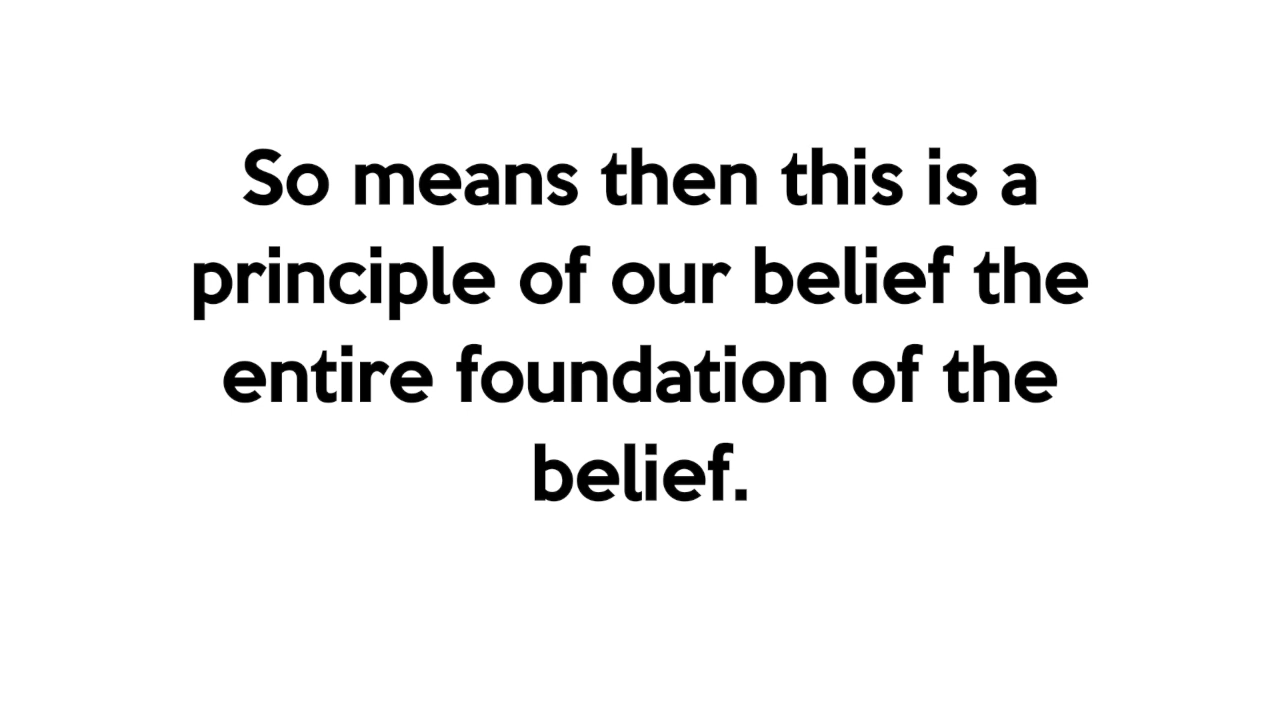 So means then this is a
principle of our belief the
entire foundation of the
belief.